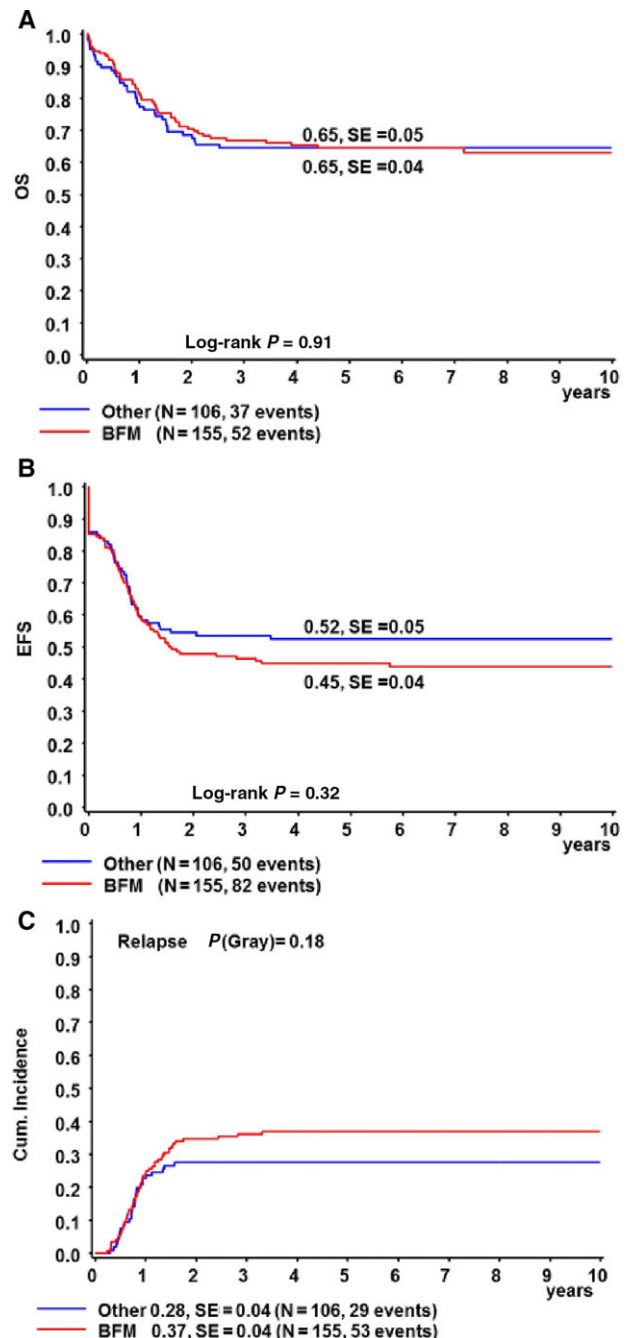 A
1.0
0.9
0.8
0.7
0.6
0.5
0.4
0.3
0.2
0.1
0.0
OS
0.65, SE =0.05
0.65, SE =0.04
Log-rank P = 0.91
0 1 2 3 4 5 6 7 8 9 10
years
Other (N= 106, 37 events)
BFM (N= 155, 52 events)
B
1.0
0.9
0.8
0.7
0.6
0.5
0.4
0.3
0.2
0.1
0.0
EFS
0.52, SE =0.05
0.45, SE =0.04
Log-rank P = 0.32
0 1 2 3 4 5 6 7 8 9 10
years
Other (N= 106, 50 events)
BFM (N= 155, 82 events)
C
1.0
0.9
0.8
0.7
0.6
0.5
0.4
0.3
0.2
0.1
0.0
Cum. Incidence
Relapse P(Gray)= 0.18
0 1 2 3 4 5 6 7 8 9 10
years
Other 0.28, SE= 0.04 (N= 106, 29 events)
BFM 0.37, SE= 0.04 (N= 155, 53 events)